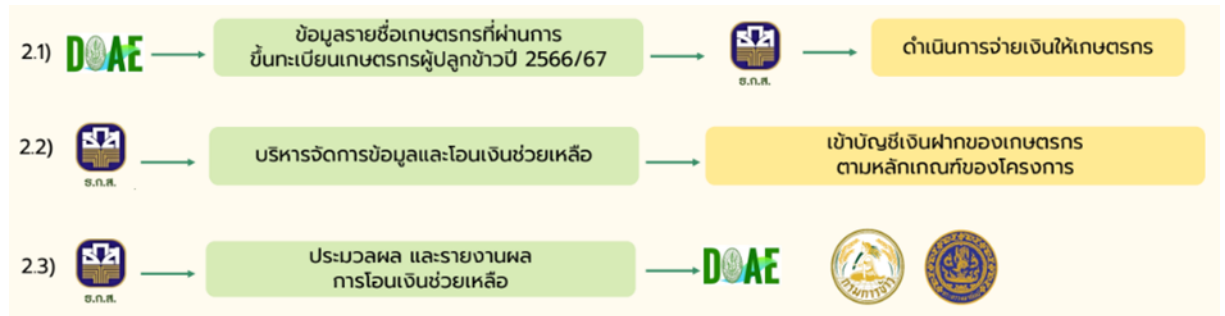 2.1)
DOAE
ข้อมูลรายชื่อเกษตรกรที่ผ่านการ
ขึ้นทะเบียนเกษตรกรผู้ปลูกข้าวปี 2566/67
ธ.ก.ส.
ดำเนินการจ่ายเงินให้เกษตรกร
2.2)
ธ.ก.ส.
บริหารจัดการข้อมูลและโอนเงินช่วยเหลือ
เข้าบัญชีเงินฝากของเกษตรกร
ตามหลักเกณฑ์ของโครงการ
2.3)
ธ.ก.ส.
ประมวลผล และรายงานผล
การโอนเงินช่วยเหลือ
DOAE
กรมการข้าว